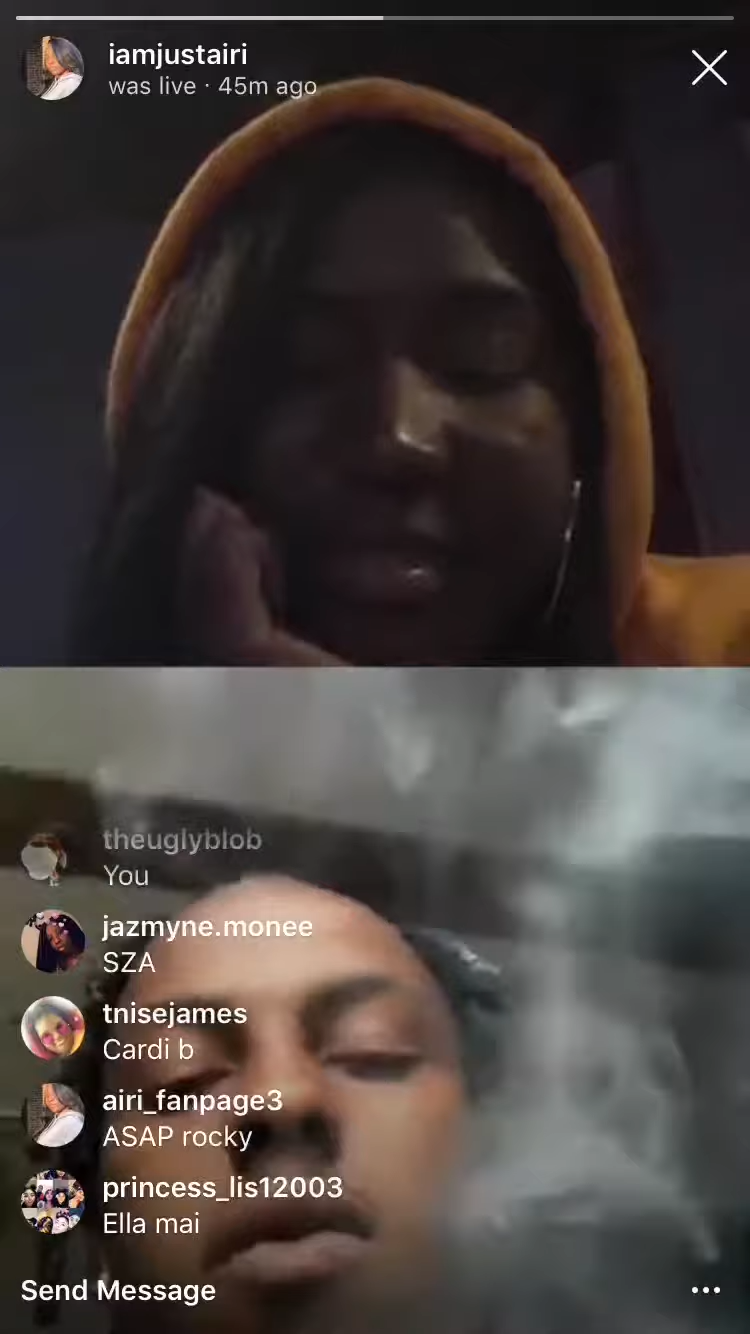 iamjustairi
was live · 45m ago
theuglyblob
You
jazmyne.monee
SZA
tnisejames
Cardi b
airi_fanpage3
ASAP rocky
princess_lis12003
Ella mai
Send Message